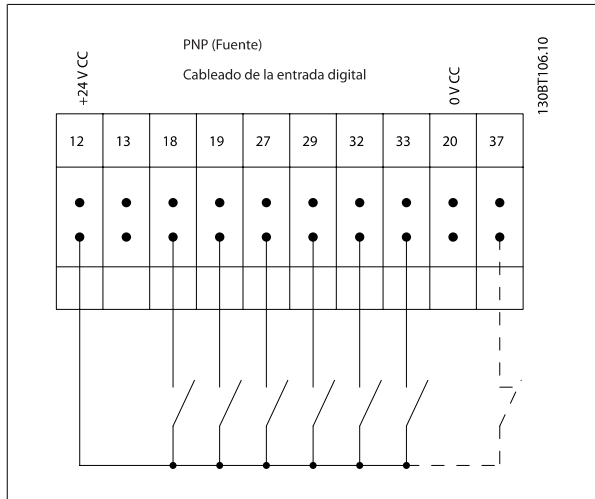 PNP (Fuente)
Cableado de la entrada digital
+24 V CC
0 V CC
130BT106.10
12 13 18 19 27 29 32 33 20 37